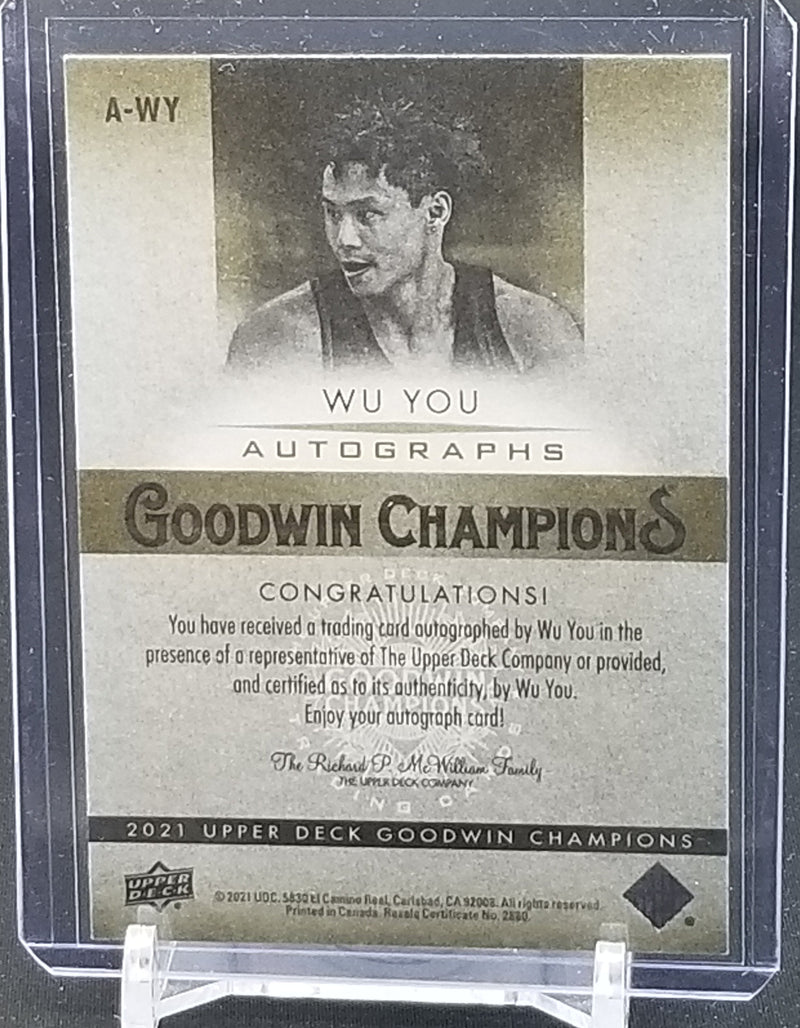 A-WY
WU YOU
AUTOGRAPHS
GOODWIN CHAMPIONS
CONGRATULATIONS!
You have received a trading card autographed by Wu You in the
presence of a representative of The Upper Deck Company or provided,
and certified as to its authenticity, by Wu You.
Enjoy your autograph card!
The Richard P. McWilliam Family
THE UPPER DECK COMPANY
2021 UPPER DECK GOODWIN CHAMPIONS
UPPER
DECK
© 2021 UDC. 5830 El Camino Real, Carlsbad, CA 92008. All rights reserved.
Printed in Canada. Resale Certificate No. 2880.